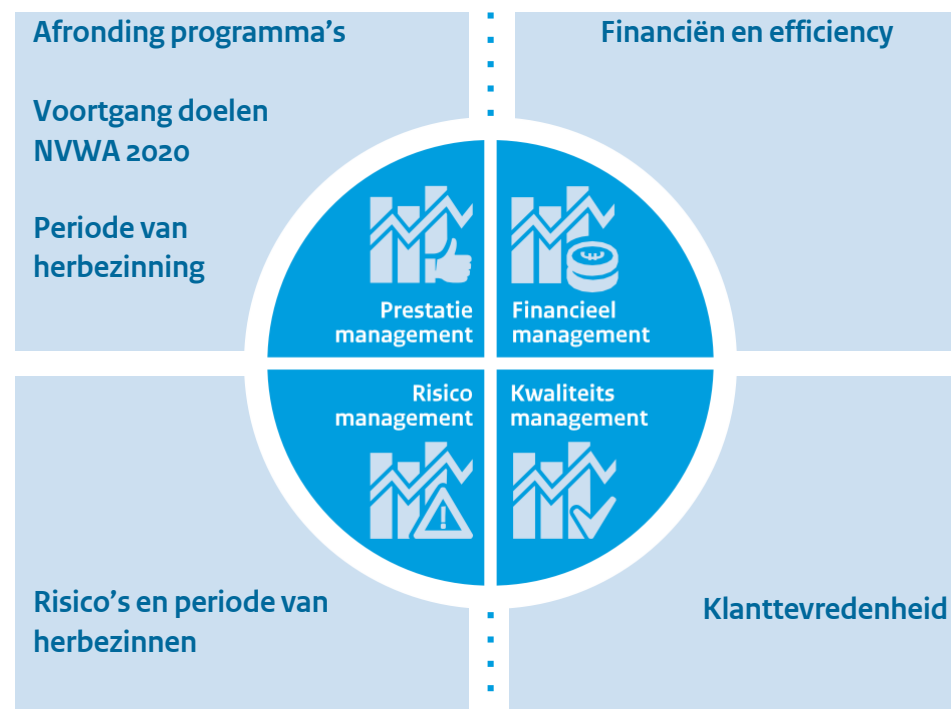 Afronding programma’s
Voortgang doelen
NVWA 2020
Periode van
herbezinning
Financiën en efficiency
Prestatie
management
Financieel
management
Risico
management
Kwaliteits
management
Risico’s en periode van
herbezinnen
Klanttevredenheid